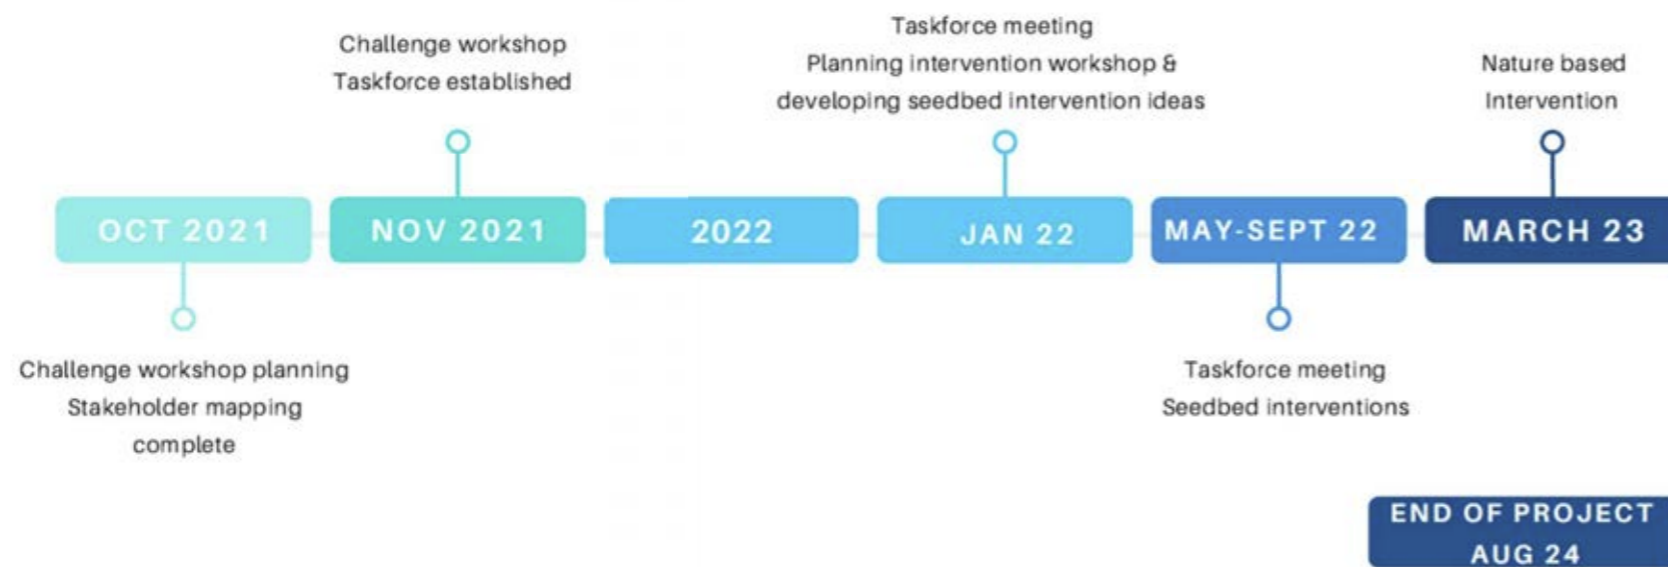 Challenge workshop
Taskforce established
Taskforce meeting
Planning intervention workshop &
developing seedbed intervention ideas
Nature based
Intervention
OCT 2021
NOV 2021
2022
JAN 22
MAY-SEPT 22
MARCH 23
Challenge workshop planning
Stakeholder mapping
complete
Taskforce meeting
Seedbed interventions
END OF PROJECT
AUG 24